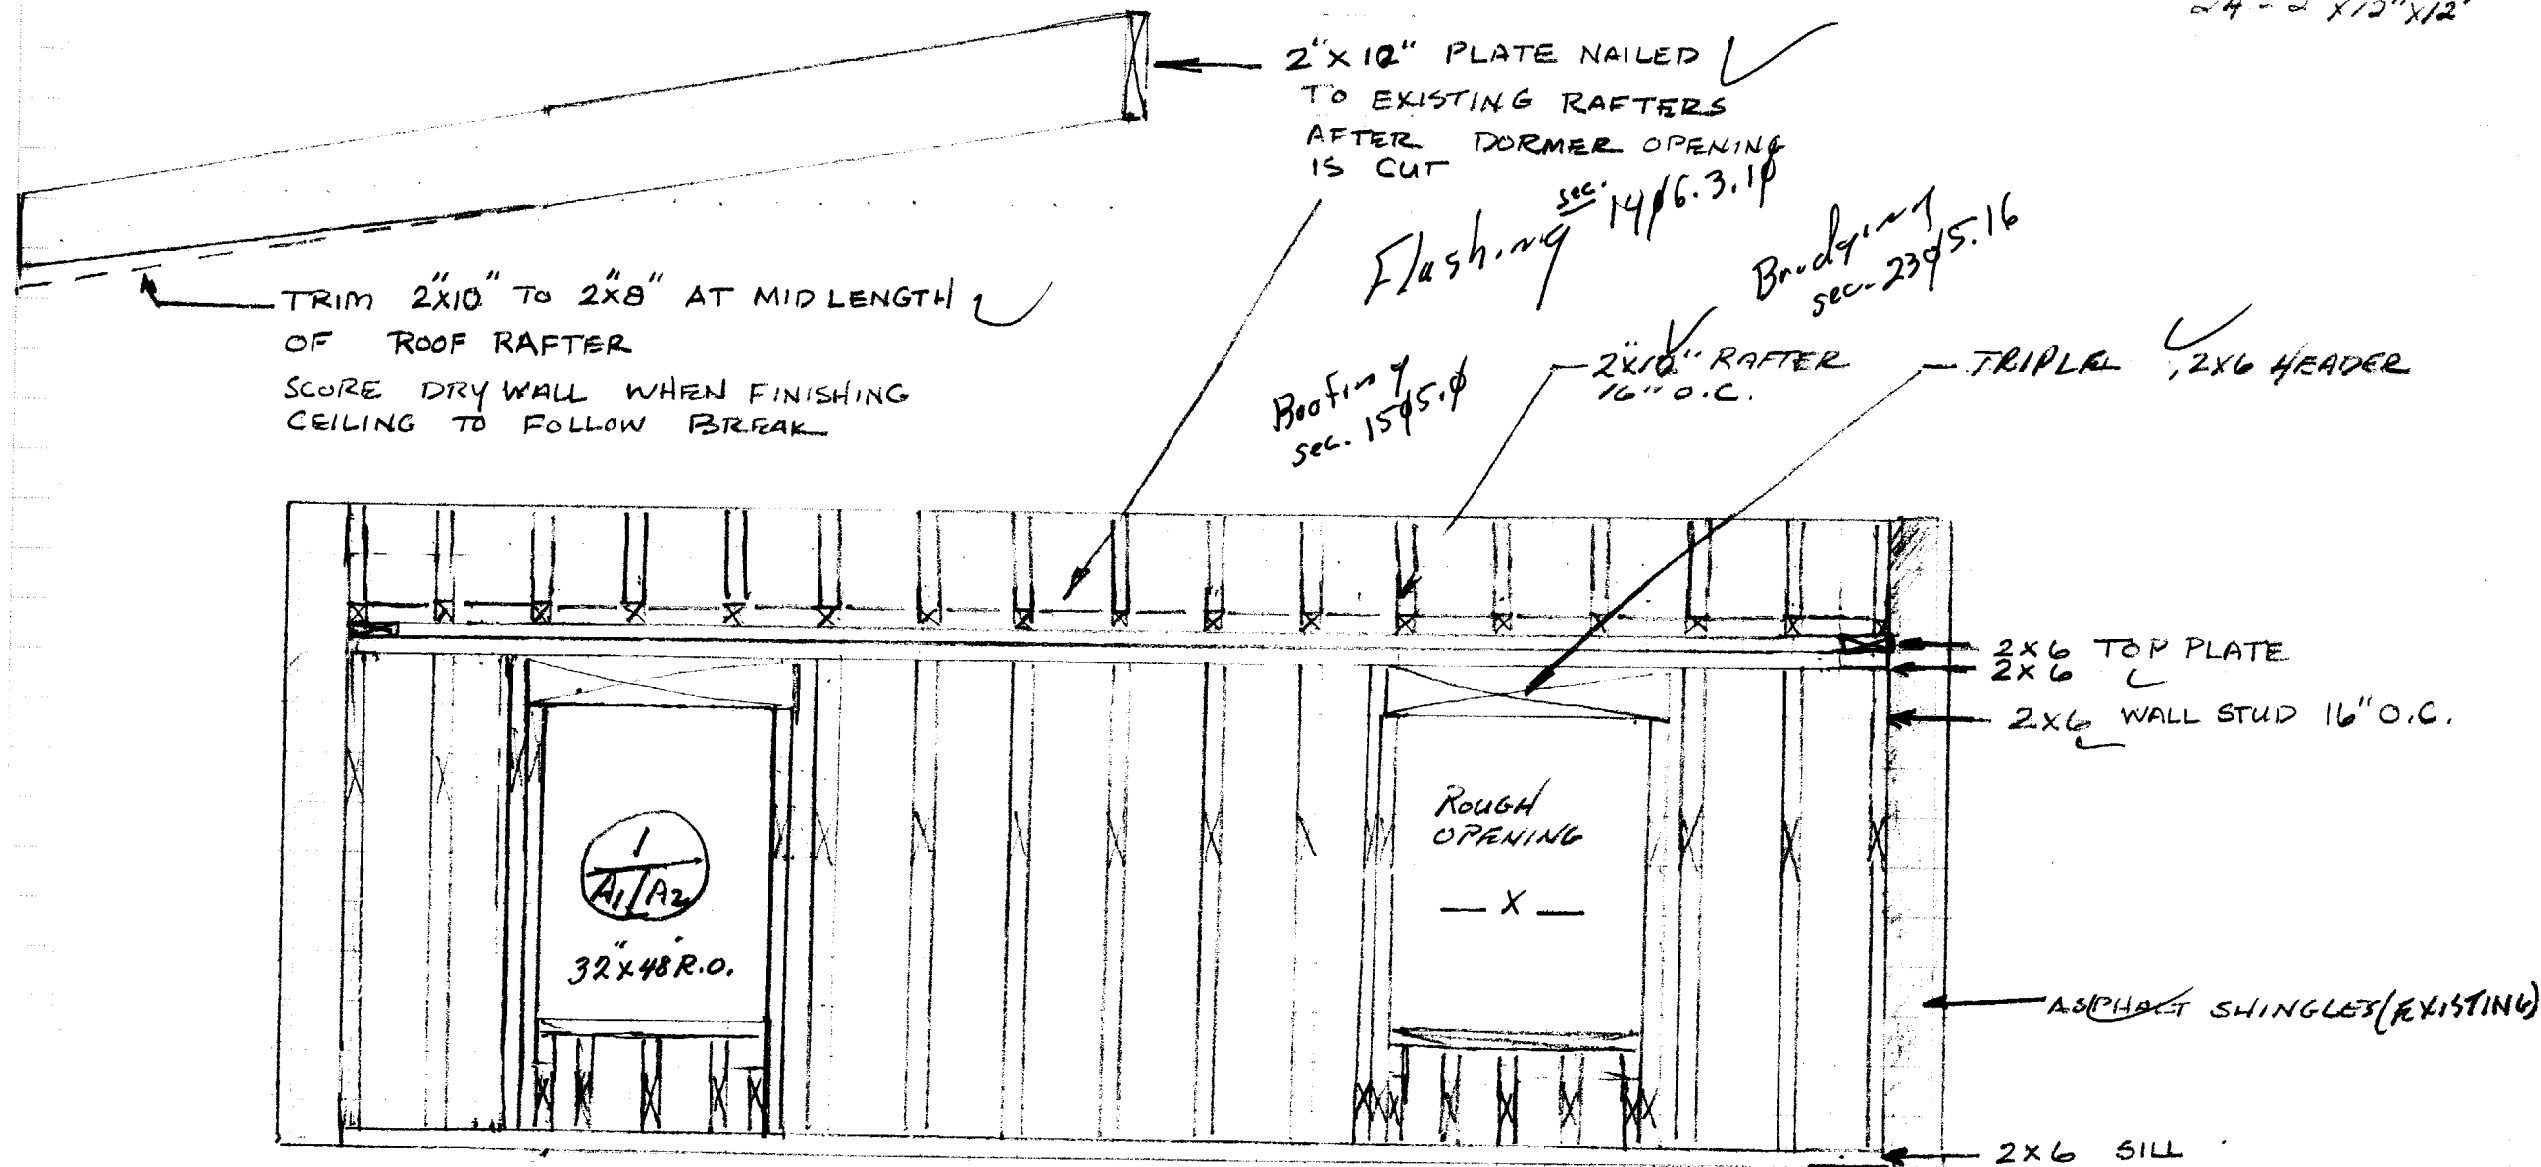 2"X12" PLATE NAILED
TO EXISTING RAFTERS
AFTER DORMER OPENING
IS CUT
Flashing sec. 1406.3.10
Bridging
sec. 2305.16
TRIM 2"X10" TO 2"X8" AT MID LENGTH
OF ROOF RAFTER
SCORE DRY WALL WHEN FINISHING
CEILING TO FOLLOW BREAK
Roofing
sec. 1505.0
RAFTER
16" O.C.
2X6 HEADER
2X6 TOP PLATE
2X6
2X6 WALL STUD 16" O.C.
ROUGH
OPENING
— X —
1
A1/A2
32"X48" R.O.
ASPHALT SHINGLES (EXISTING)
2X6 SILL